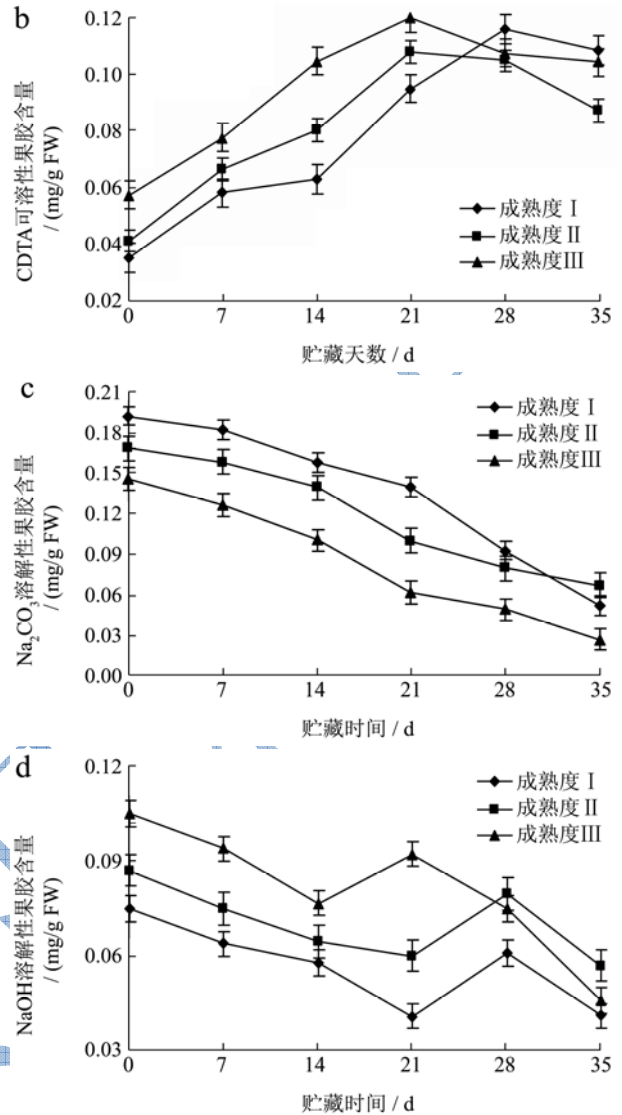 b
0.12
0.10
0.08
0.06
0.04
0.02
CDTA可溶性果胶含量
/ (mg/g FW)
成熟度 I
成熟度 II
成熟度III
0 7 14 21 28 35
贮藏天数 / d
c
0.21
0.18
0.15
0.12
0.09
0.06
0.03
0.00
Na₂CO₃溶解性果胶含量
/ (mg/g FW)
成熟度 I
成熟度 II
成熟度III
0 7 14 21 28 35
贮藏时间 / d
d
0.12
0.09
0.06
0.03
NaOH溶解性果胶含量
/ (mg/g FW)
成熟度 I
成熟度 II
成熟度III
0 7 14 21 28 35
贮藏时间 / d